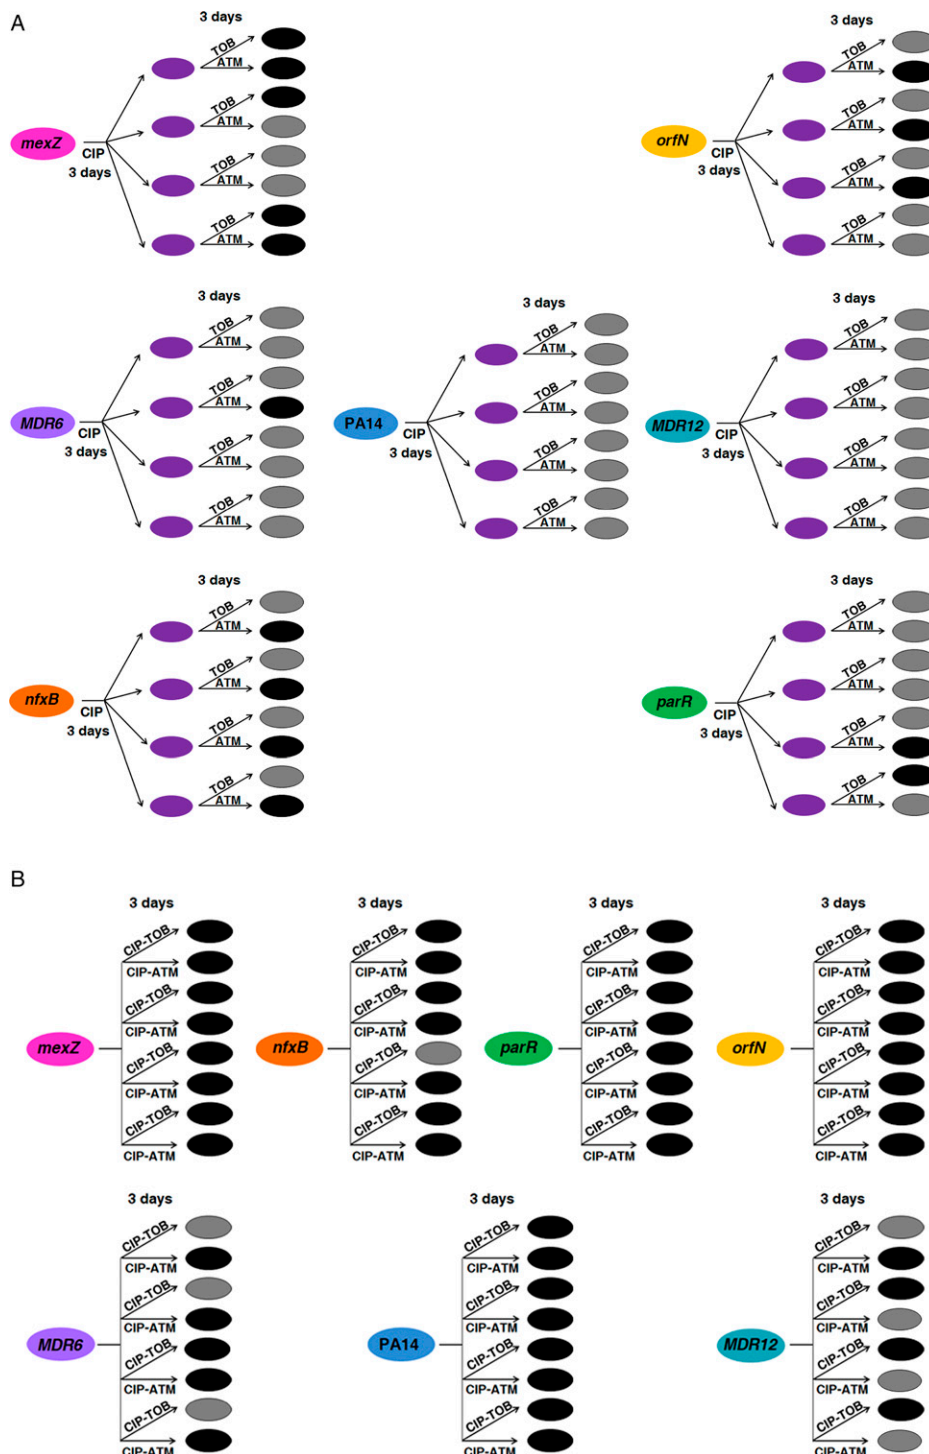 A
3 days
TOB
ATM
TOB
ATM
mexZ
CIP
3 days
TOB
ATM
TOB
ATM
3 days
TOB
ATM
TOB
ATM
orfN
CIP
3 days
TOB
ATM
TOB
ATM
3 days
TOB
ATM
TOB
ATM
MDR6
CIP
3 days
TOB
ATM
TOB
ATM
3 days
TOB
ATM
TOB
ATM
PA14
CIP
3 days
TOB
ATM
TOB
ATM
3 days
TOB
ATM
TOB
ATM
MDR12
CIP
3 days
TOB
ATM
TOB
ATM
3 days
TOB
ATM
TOB
ATM
nfxB
CIP
3 days
TOB
ATM
TOB
ATM
3 days
TOB
ATM
TOB
ATM
parR
CIP
3 days
TOB
ATM
TOB
ATM
B
3 days
CIP-TOB
CIP-ATM
CIP-TOB
CIP-ATM
mexZ
CIP-TOB
CIP-ATM
CIP-TOB
CIP-ATM
3 days
CIP-TOB
CIP-ATM
CIP-TOB
CIP-ATM
nfxB
CIP-TOB
CIP-ATM
CIP-TOB
CIP-ATM
3 days
CIP-TOB
CIP-ATM
CIP-TOB
CIP-ATM
parR
CIP-TOB
CIP-ATM
CIP-TOB
CIP-ATM
3 days
CIP-TOB
CIP-ATM
CIP-TOB
CIP-ATM
orfN
CIP-TOB
CIP-ATM
CIP-TOB
CIP-ATM
3 days
CIP-TOB
CIP-ATM
CIP-TOB
CIP-ATM
MDR6
CIP-TOB
CIP-ATM
CIP-TOB
CIP-ATM
3 days
CIP-TOB
CIP-ATM
CIP-TOB
CIP-ATM
PA14
CIP-TOB
CIP-ATM
CIP-TOB
CIP-ATM
3 days
CIP-TOB
CIP-ATM
CIP-TOB
CIP-ATM
MDR12
CIP-TOB
CIP-ATM
CIP-TOB
CIP-ATM